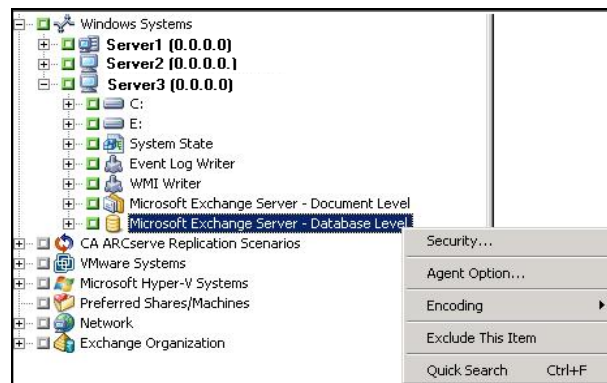 Windows Systems
Server1 (0.0.0.0)
Server2 (0.0.0.0.)
Server3 (0.0.0.0)
C:
E:
System State
Event Log Writer
WMI Writer
Microsoft Exchange Server - Document Level
Microsoft Exchange Server - Database Level
CA ARCserve Replication Scenarios
VMware Systems
Microsoft Hyper-V Systems
Preferred Shares/Machines
Network
Exchange Organization
Security...
Agent Option...
Encoding
Exclude This Item
Quick Search Ctrl+F